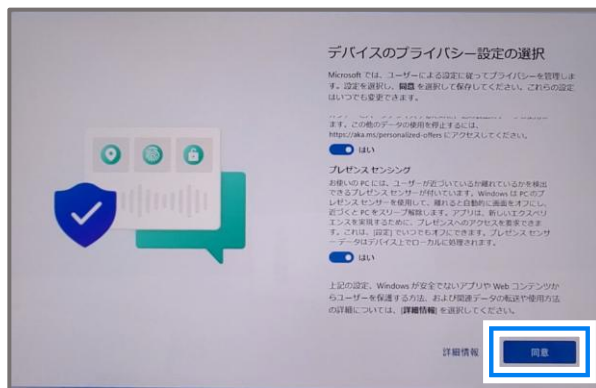 デバイスのプライバシー設定の選択
Microsoft では、ユーザーによる設定に従ってプライバシーを管理しま
す。設定を選択し、同意 を選択して保存してください。これらの設定
はいつでも変更できます。
ます。この他のデータの使用を停止するには、
https://aka.ms/personalized-offers にアクセスしてください。
はい
プレゼンス センシング
お使いの PC には、ユーザーが近づいているか離れているかを検出
できるプレゼンス センサーが付いています。Windows は PC のプ
レゼンス センサーを使用して、離れると自動的に画面をオフにし、
近づくと PC をスリープ解除します。アプリは、新しいエクスペリ
エンスを実現するために、プレゼンスへのアクセスを要求できま
す。これは、[設定] でいつでもオフにできます。プレゼンス センサ
ー データはデバイス上でローカルに処理されます。
はい
上記の設定、Windows が安全でないアプリや Web コンテンツか
らユーザーを保護する方法、および関連データの転送や使用方法
の詳細については、[詳細情報] を選択してください。
詳細情報
同意